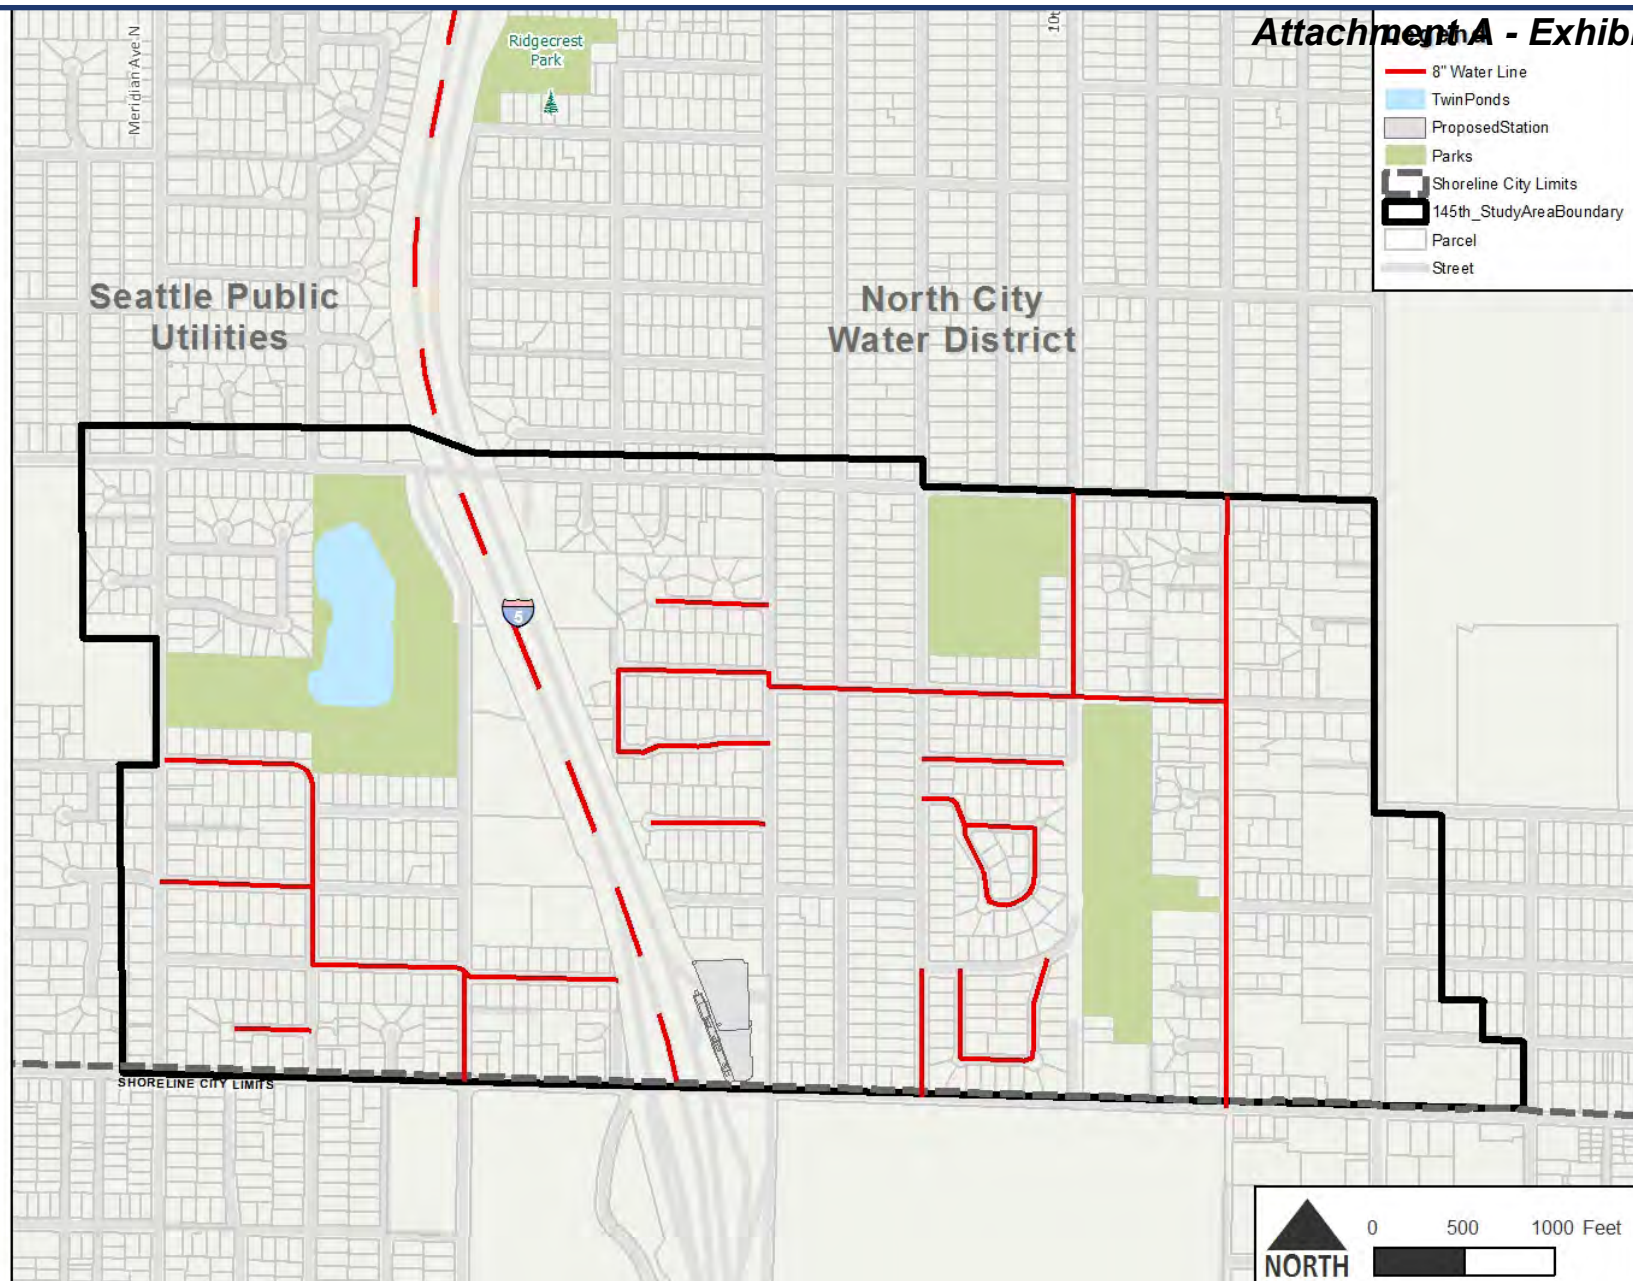 Attachment A - Exhibi
Legend
8" Water Line
TwinPonds
ProposedStation
Parks
Shoreline City Limits
145th_StudyAreaBoundary
Parcel
Street
Meridian Ave N
Ridgecrest
Park
10t
Seattle Public
Utilities
North City
Water District
5
SHORELINE CITY LIMITS
0 500 1000 Feet
NORTH